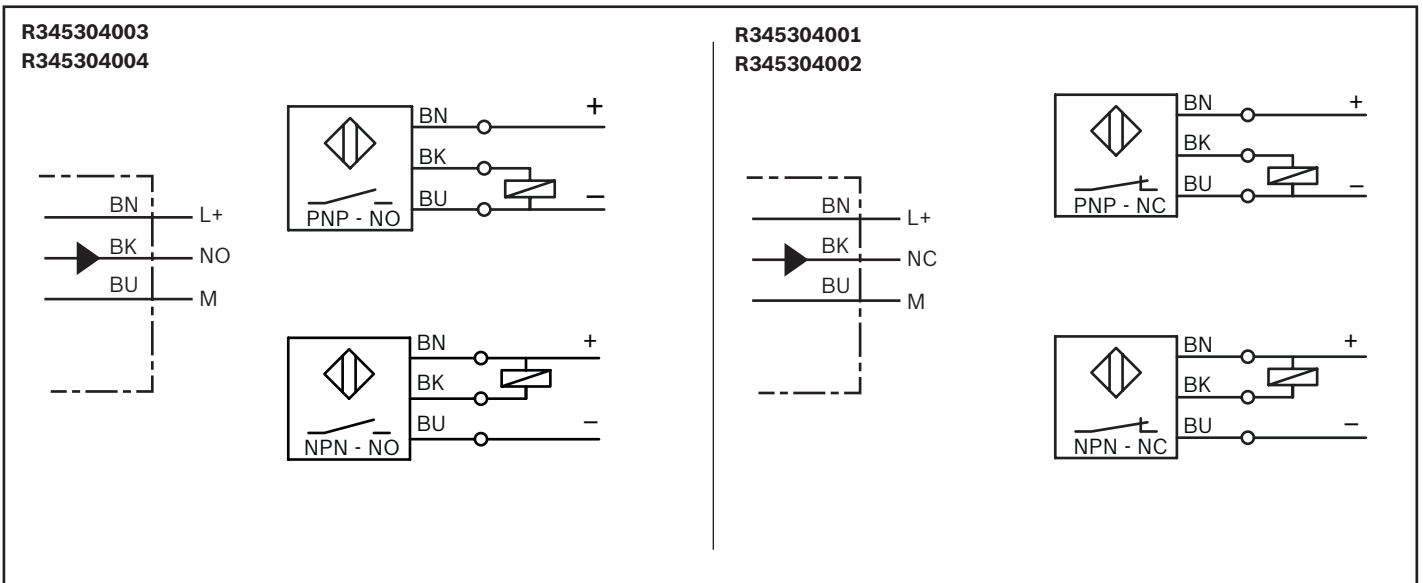 R345304003
R345304004
BN
L+
BK
NO
BU
M
BN
+
BK
BU
–
PNP - NO
BN
+
BK
BU
–
NPN - NO
R345304001
R345304002
BN
L+
BK
NC
BU
M
BN
+
BK
BU
–
PNP - NC
BN
+
BK
BU
–
NPN - NC